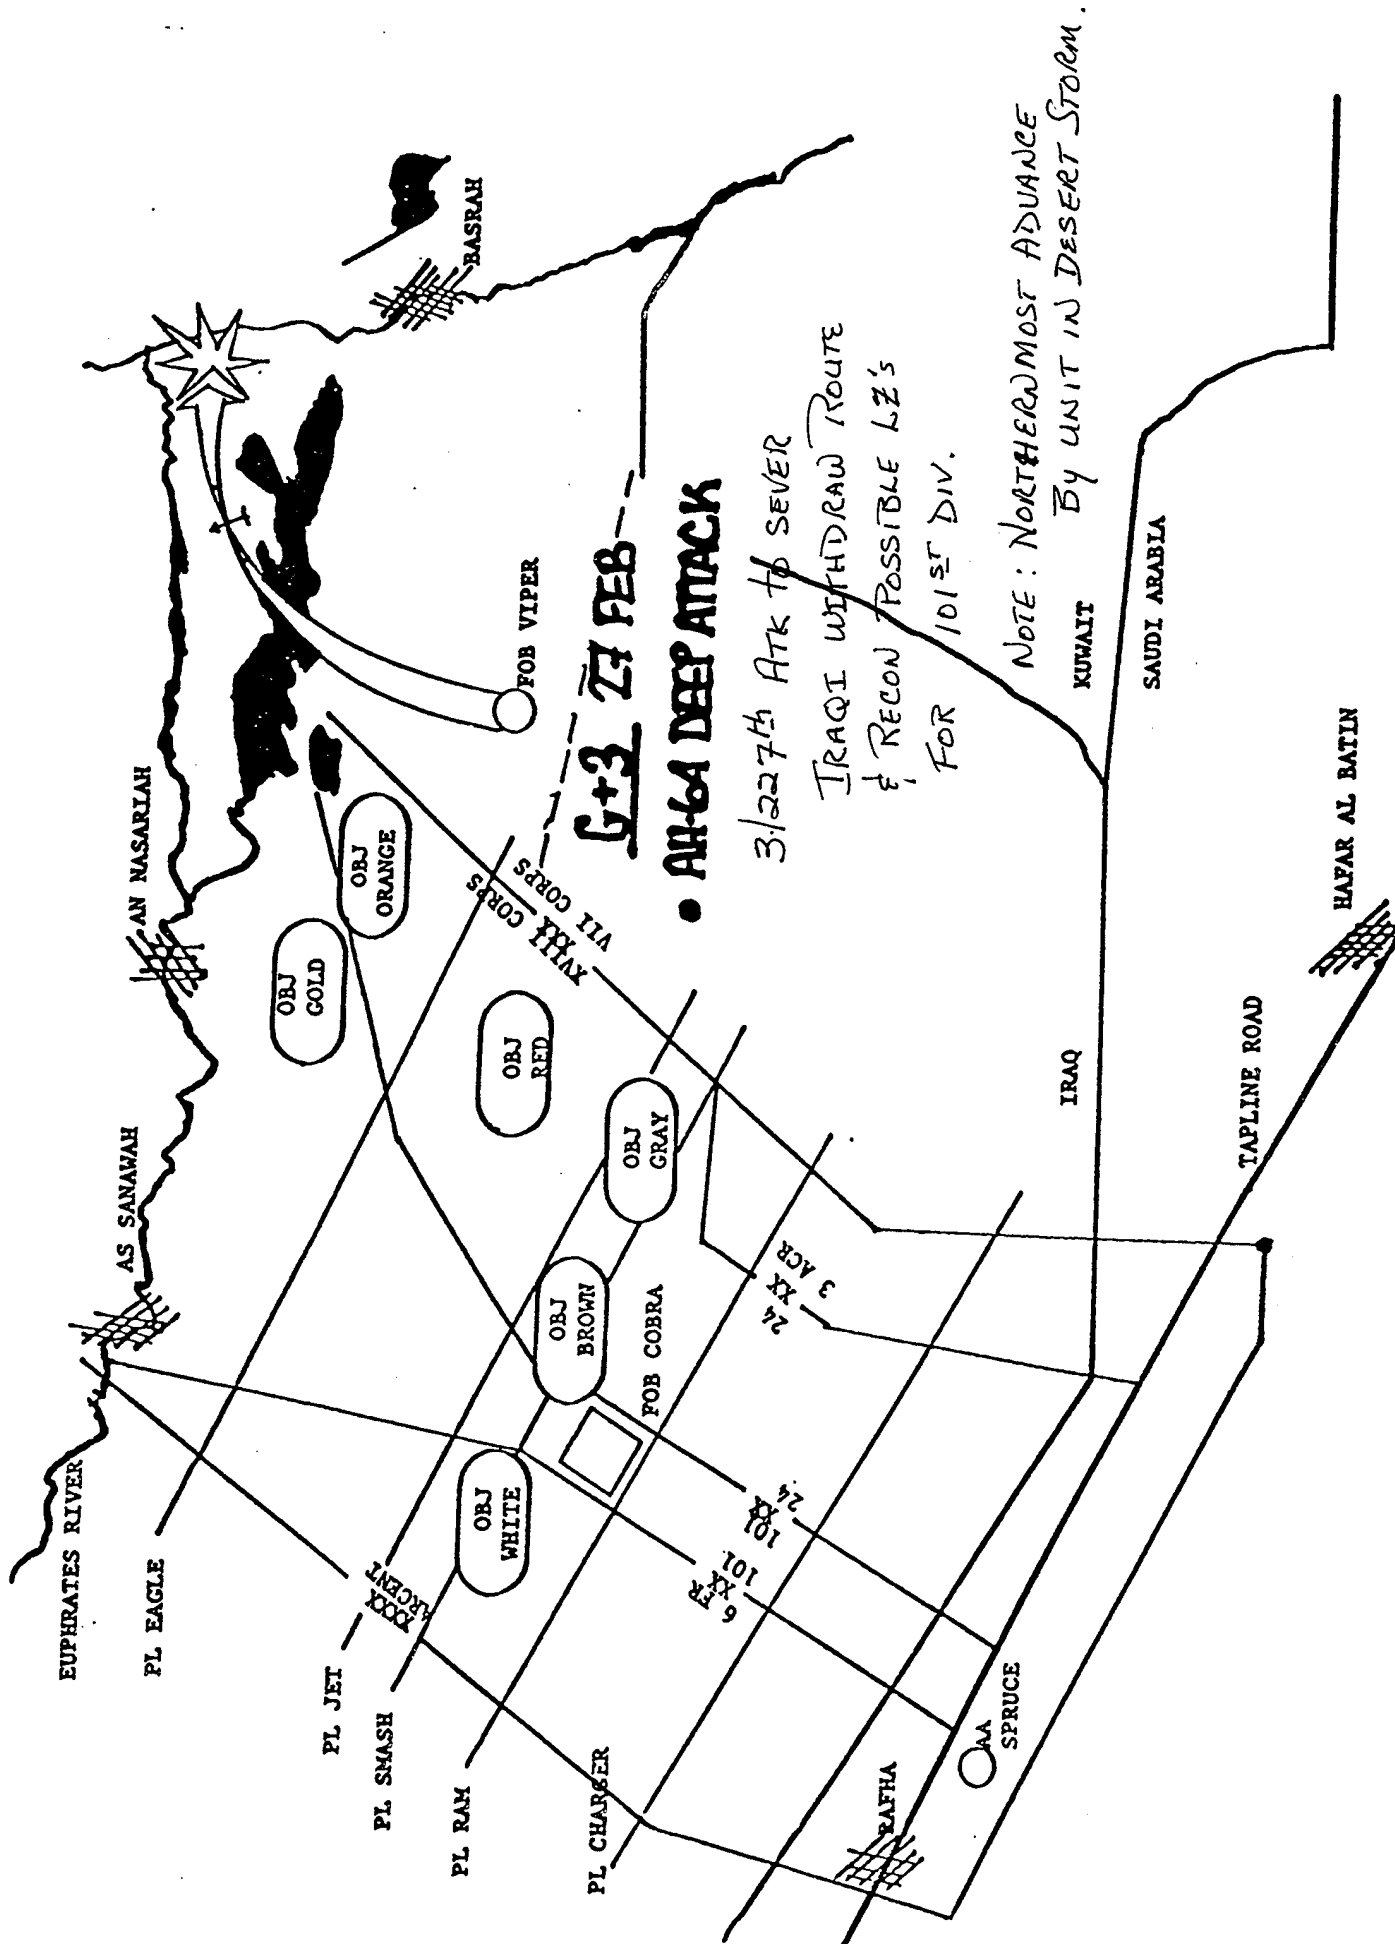 EUPHRATES RIVER
AS SANAWAH
AN NASARIAH
BASRAH
PL EAGLE
PL JET
PL SMASH
PL RAM
PL CHARGER
XXXX
ARCENT
OBJ
WHITE
OBJ
BROWN
OBJ
GRAY
OBJ
RED
OBJ
GOLD
OBJ
ORANGE
FOB COBRA
FOB VIPER
XVIII CORPS
XXX
VII CORPS
6 FR
XX
101
101
XX
24
24
XX
3 ACR
G+3 27 FEB
• AH-64 DEEP ATTACK
3/227th ATK to SEVER
IRAQI WITHDRAW ROUTE
& RECON POSSIBLE LZ's
FOR 101ST DIV.
NOTE: NORTHERNMOST ADVANCE
By UNIT IN DESERT STORM.
IRAQ
KUWAIT
SAUDI ARABIA
RAFHA
AA
SPRUCE
TAPLINE ROAD
HAFAR AL BATIN